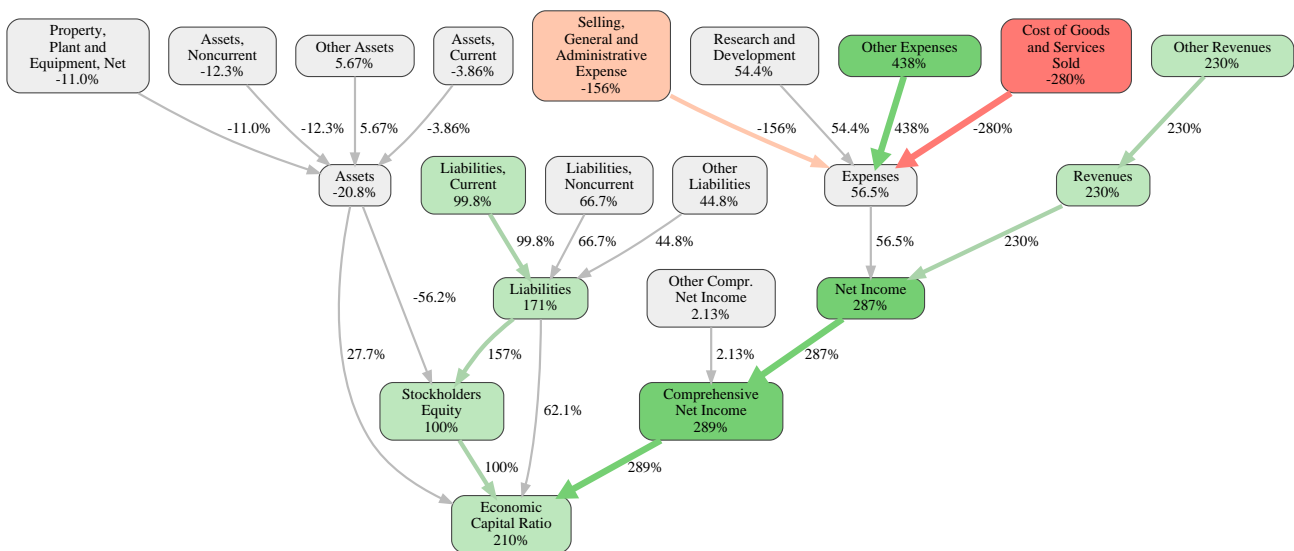 Property,
Plant and
Equipment, Net
-11.0%
Assets,
Noncurrent
-12.3%
Other Assets
5.67%
Assets,
Current
-3.86%
Selling,
General and
Administrative
Expense
-156%
Research and
Development
54.4%
Other Expenses
438%
Cost of Goods
and Services
Sold
-280%
Other Revenues
230%
-11.0%
-12.3%
5.67%
-3.86%
-156%
54.4%
438%
-280%
230%
Assets
-20.8%
Liabilities,
Current
99.8%
Liabilities,
Noncurrent
66.7%
Other
Liabilities
44.8%
Expenses
56.5%
Revenues
230%
99.8%
66.7%
44.8%
56.5%
230%
-56.2%
Liabilities
171%
Other Compr.
Net Income
2.13%
Net Income
287%
27.7%
157%
2.13%
287%
Stockholders
Equity
100%
62.1%
Comprehensive
Net Income
289%
100%
289%
Economic
Capital Ratio
210%